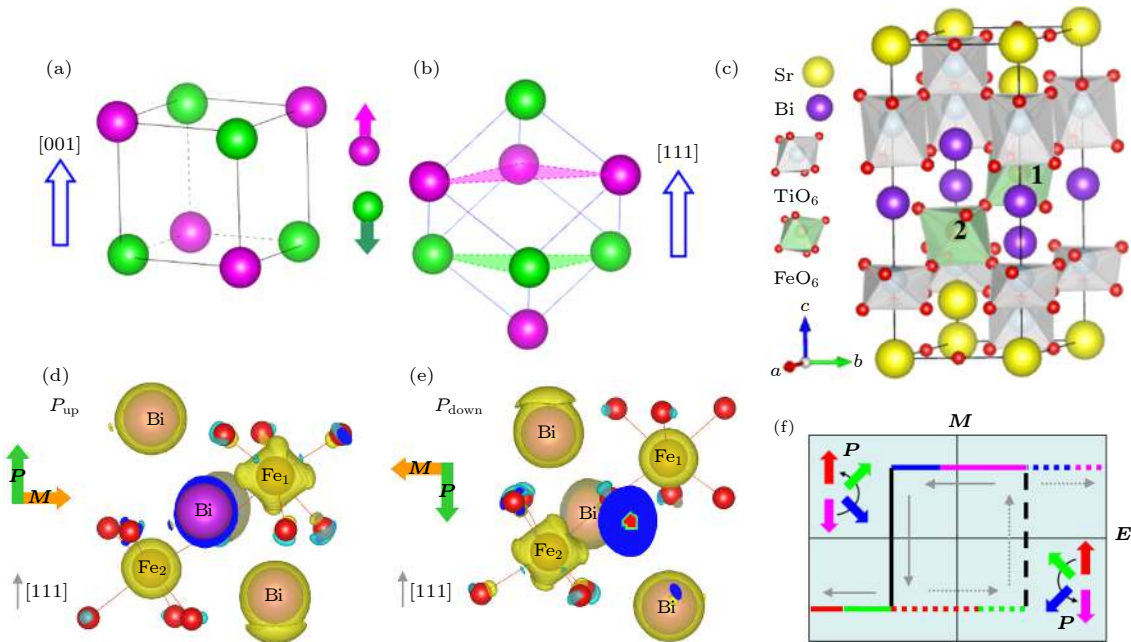 (a)
(b)
(c)
[001]
[111]
Sr
Bi
TiO6
FeO6
1
2
c
a
b
(d)
Pup
Bi
Fe1
P
M
Bi
Fe2
[111]
Bi
(e)
Pdown
Bi
Fe1
M
P
Bi
Fe2
[111]
Bi
(f)
M
P
E
P